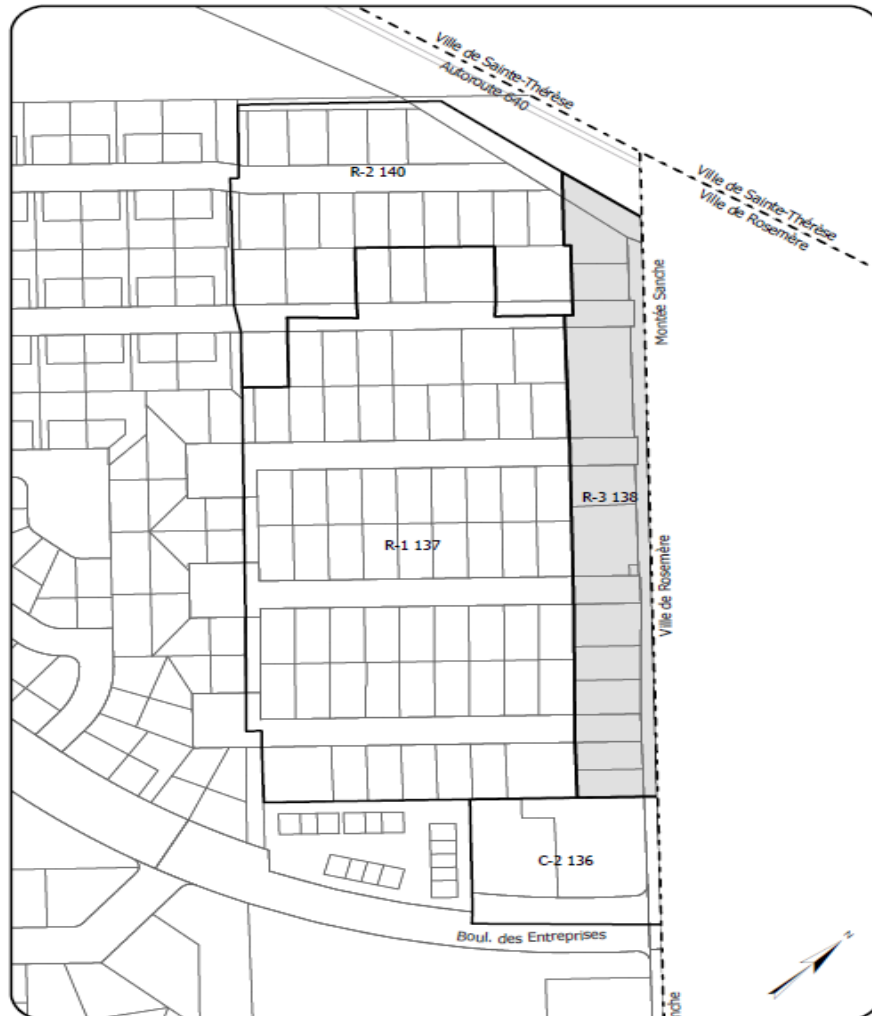 Ville de Sainte-Thérèse
Autoroute 640
Ville de Sainte-Thérèse
Ville de Rosemère
R-2 140
Montée Sanche
R-3 138
R-1 137
Ville de Rosemère
C-2 136
Boul. des Entreprises
N
nche